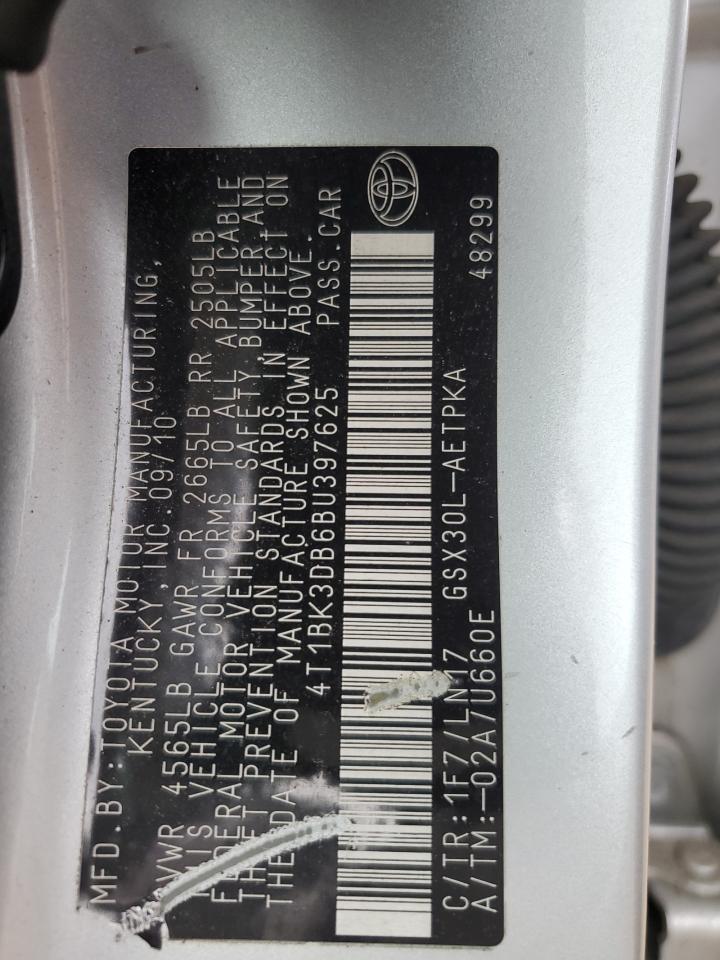 MFD.BY:TOYOTA MOTOR MANUFACTURING,
KENTUCKY, INC. 09/10
VWR 4565LB GAWR FR 2665LB RR 2505LB
THIS VEHICLE CONFORMS TO ALL APPLICABLE
FEDERAL MOTOR VEHICLE SAFETY, BUMPER AND
THEFT PREVENTION STANDARDS IN EFFECT ON
THE DATE OF MANUFACTURE SHOWN ABOVE.
4T1BK3DB6BU397625 PASS.CAR
C/TR:1F7/LN17 GSX30L-AETPKA 48299
A/TM:-02A/U660E